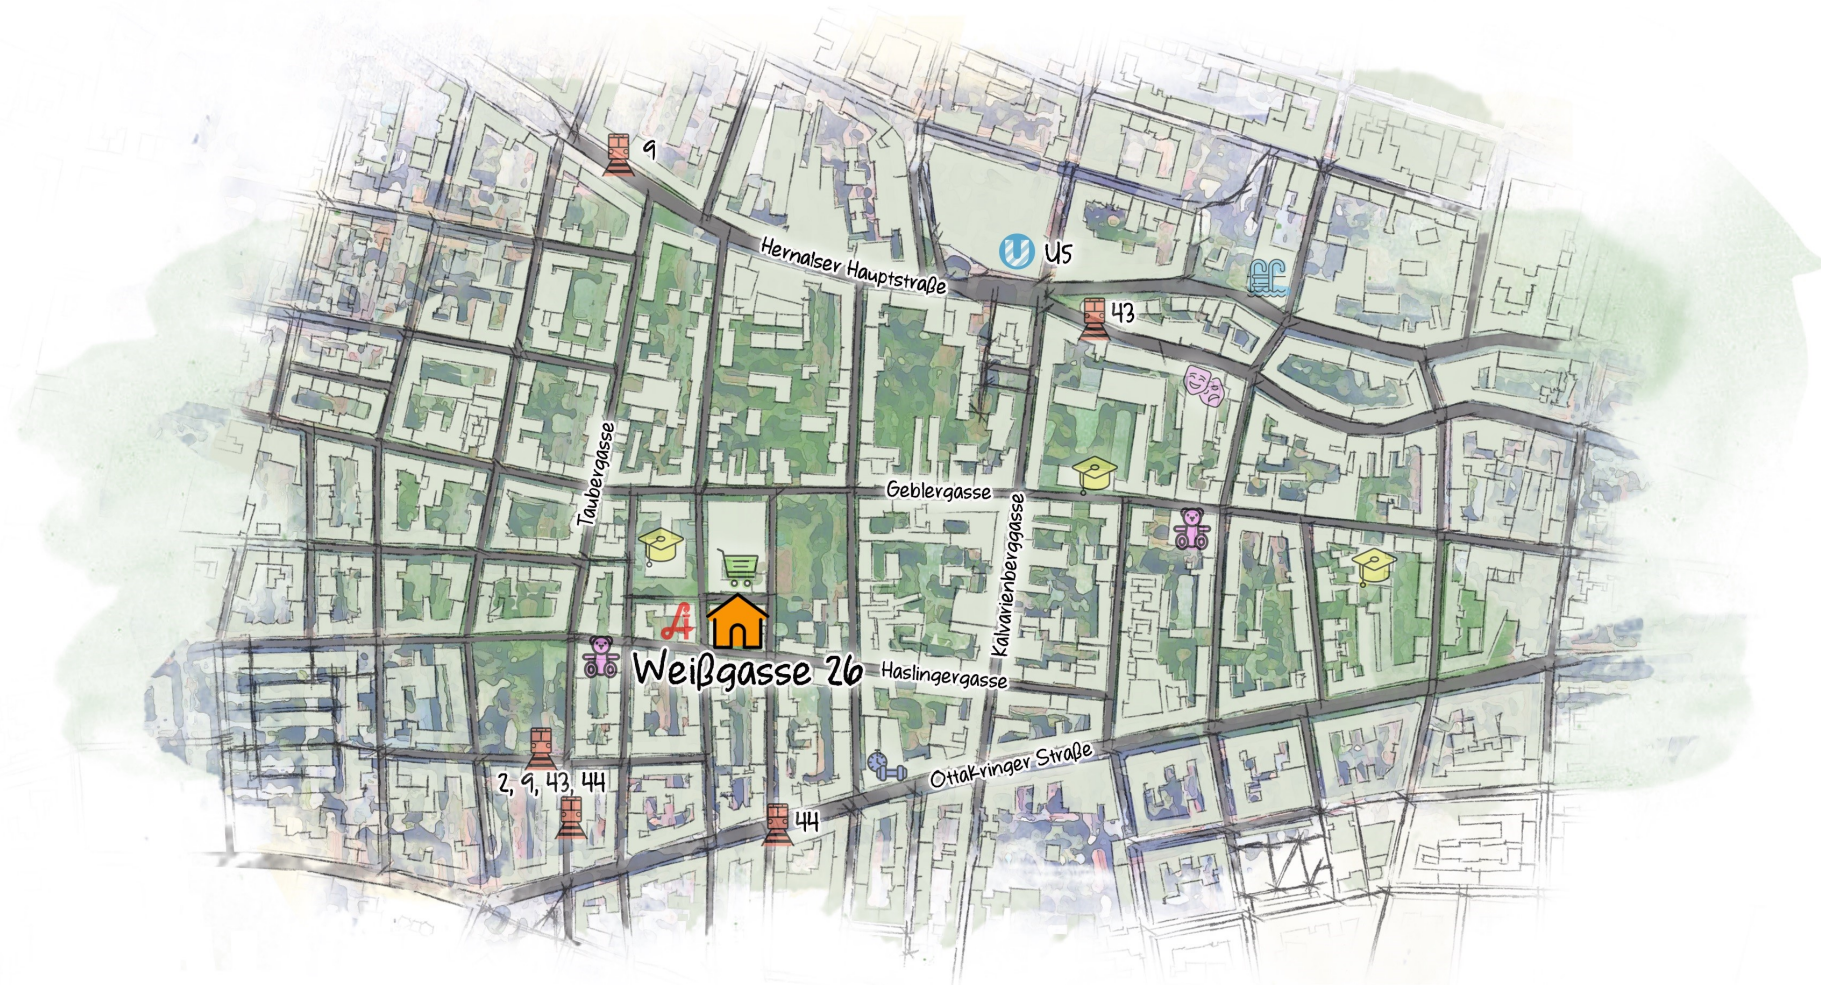 9
Hernalser Hauptstraße
U U5
43
Taubergasse
Geblergasse
Kalvarienberggasse
A
Weißgasse 26
Haslingergasse
2, 9, 43, 44
Ottakringer Straße
44